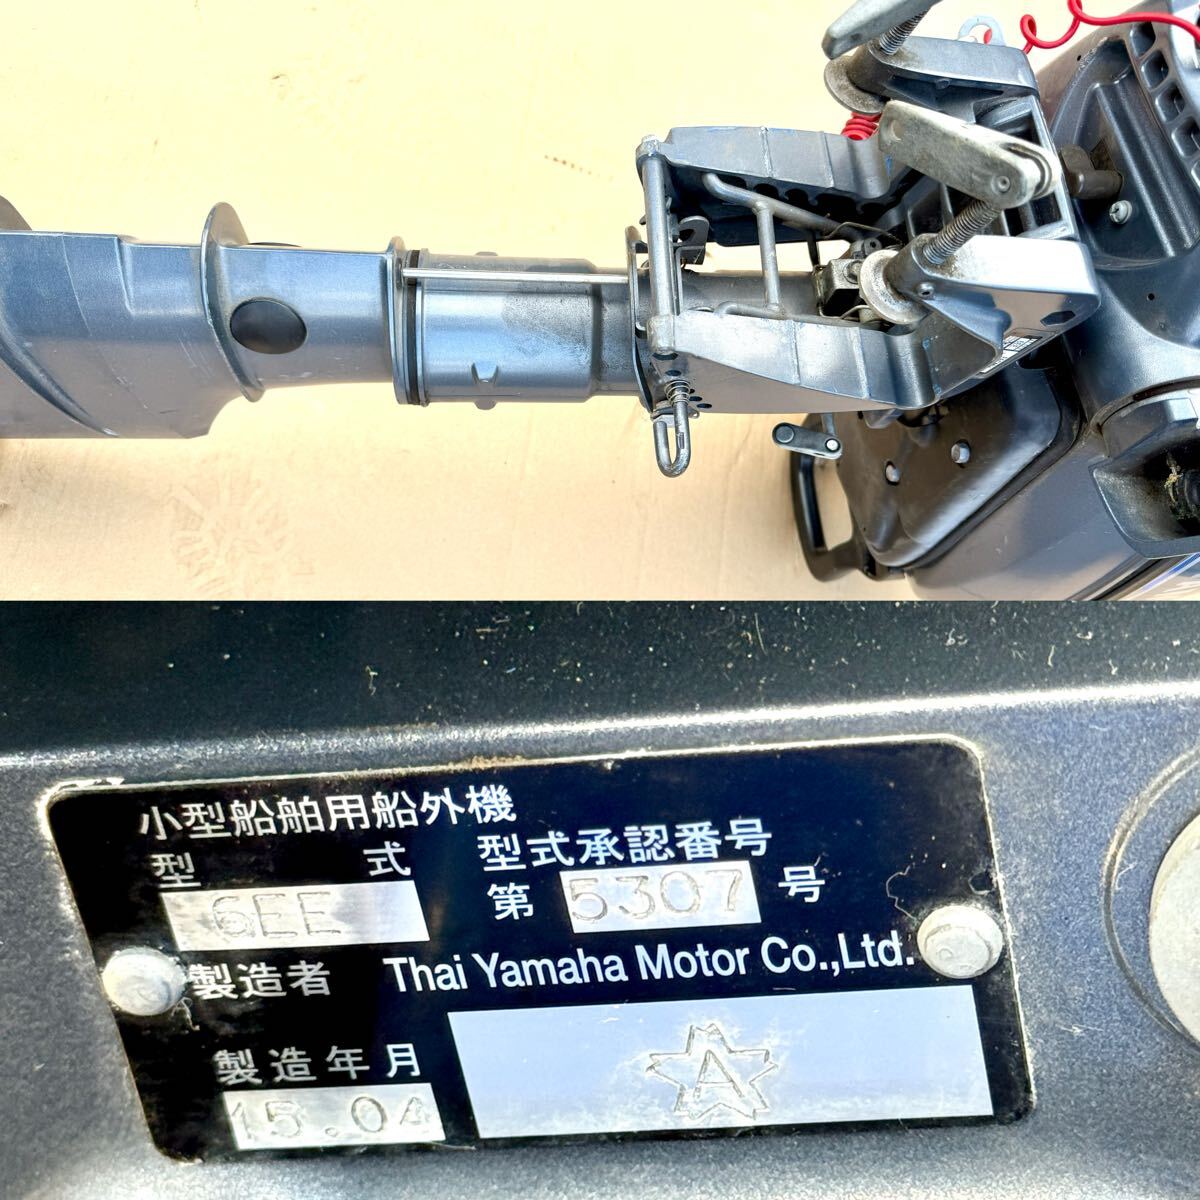 小型船舶用船外機
型 式 型式承認番号
6EE 第 5307 号
製造者 Thai Yamaha Motor Co.,Ltd.
製造年月
15.04
A